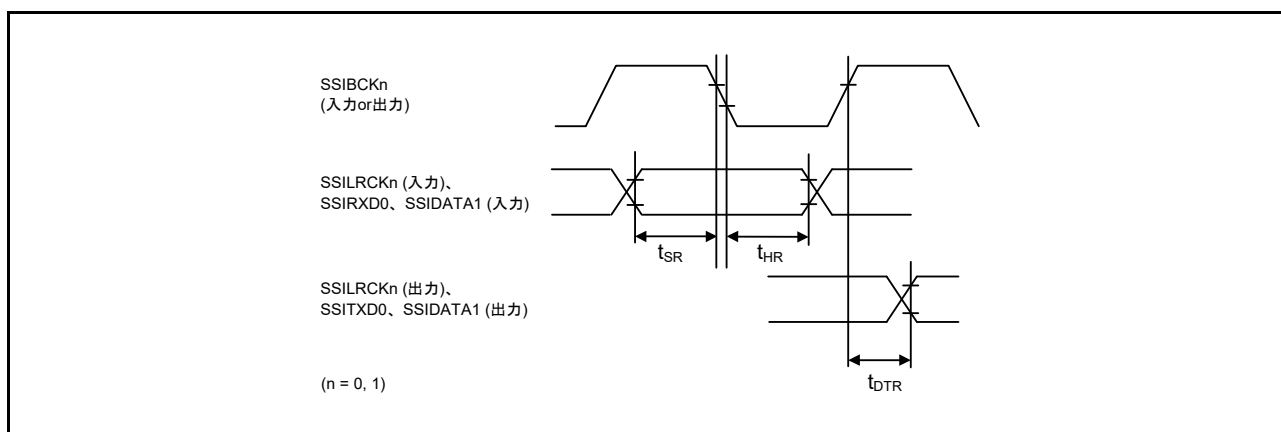 SSIBCKn
(入力or出力)
SSILRCKn (入力)、
SSIRXD0、SSIDATA1 (入力)
tSR
tHR
SSILRCKn (出力)、
SSITXD0、SSIDATA1 (出力)
tDTR
(n = 0, 1)